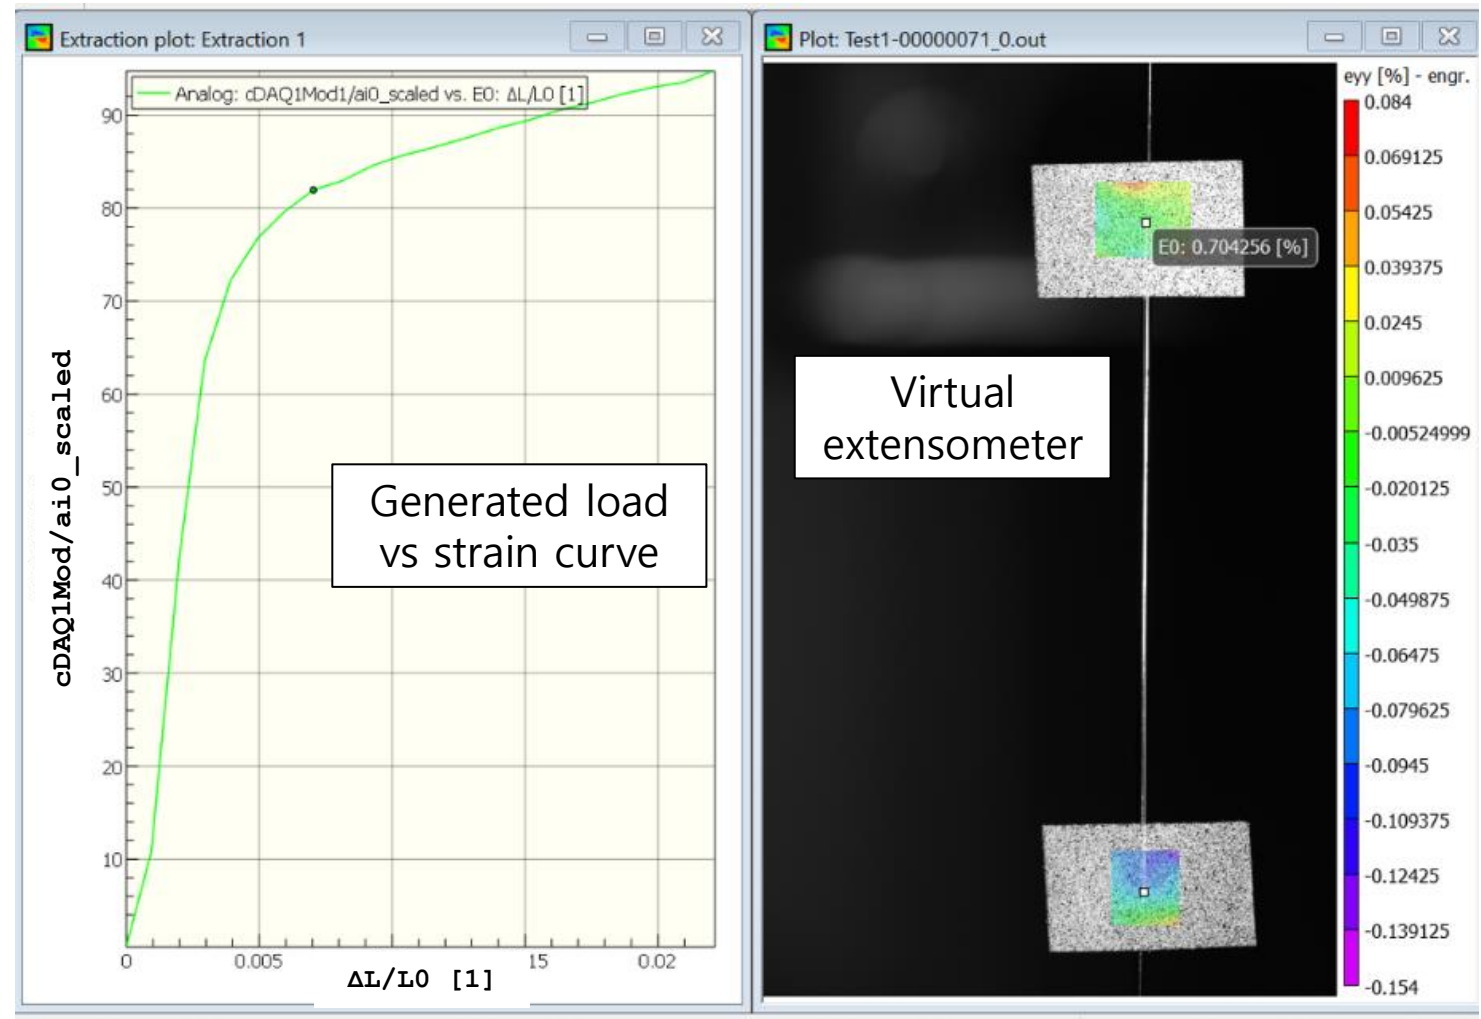 Extraction plot: Extraction 1
Analog: cDAQ1Mod1/ai0_scaled vs. E0: ΔL/L0 [1]
90
80
70
60
50
40
30
20
10
cDAQ1Mod/ai0_scaled
Generated load
vs strain curve
0
0.005
15
0.02
ΔL/L0 [1]
Plot: Test1-00000071_0.out
eyy [%] - engr.
0.084
0.069125
0.05425
0.039375
0.0245
0.009625
-0.00524999
-0.020125
-0.035
-0.049875
-0.06475
-0.079625
-0.0945
-0.109375
-0.12425
-0.139125
-0.154
E0: 0.704256 [%]
Virtual
extensometer